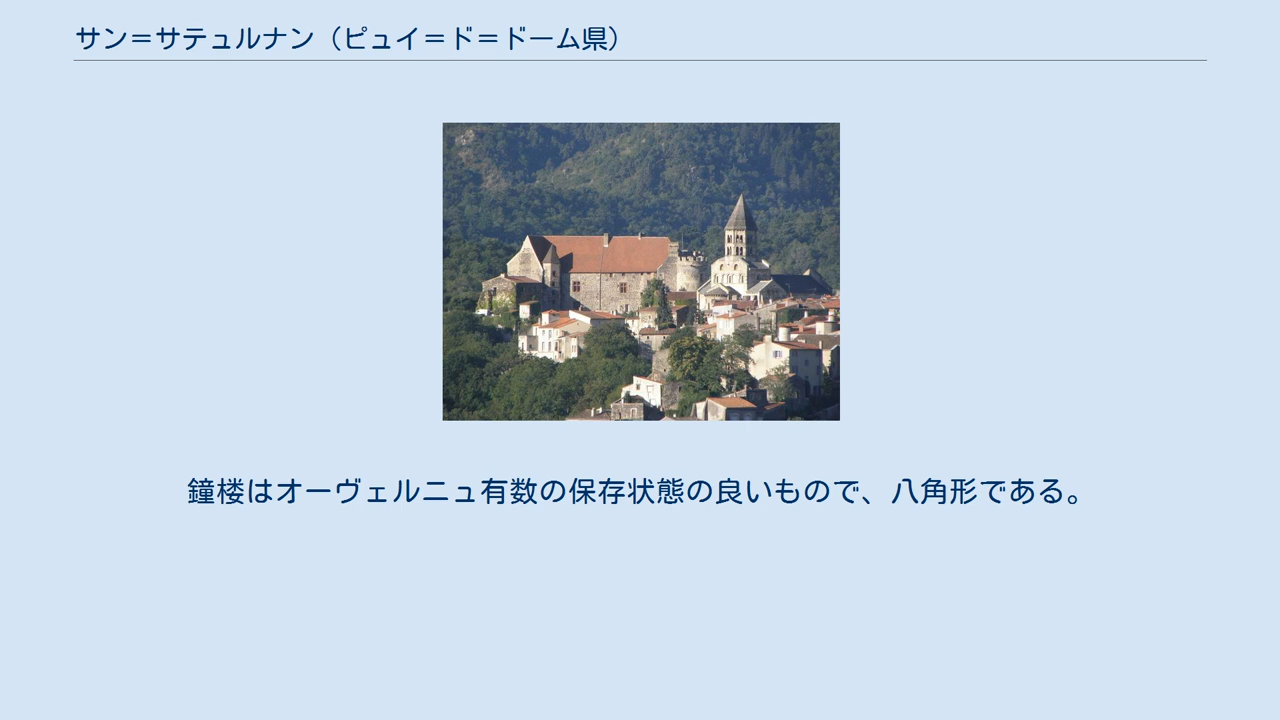 サン＝サテュルナン（ピュイ＝ド＝ドーム県）
鐘楼はオーヴェルニュ有数の保存状態の良いもので、八角形である。